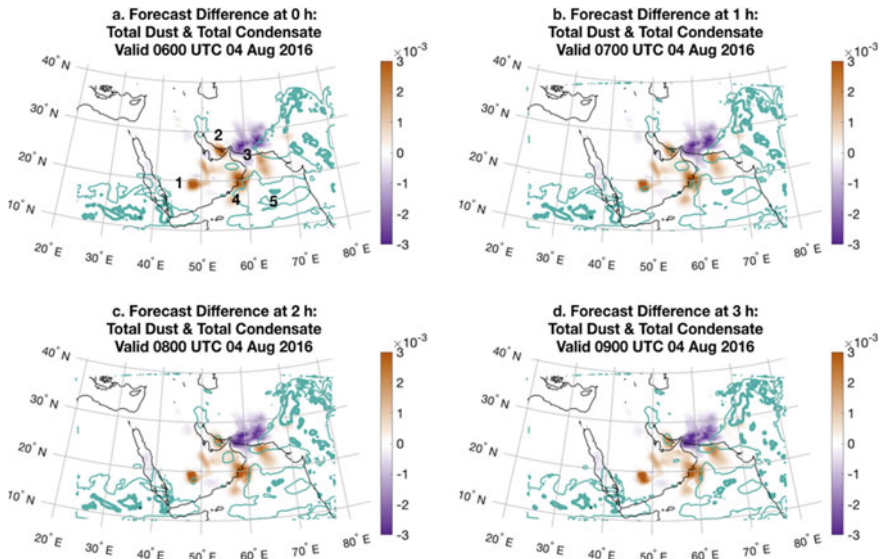 a. Forecast Difference at 0 h:
Total Dust & Total Condensate
Valid 0600 UTC 04 Aug 2016
×10⁻³
40° N
30° N
20° N
10° N
20° E
30° E
40° E
50° E
60° E
70° E
80° E
1
2
3
4
5
3
2
1
0
-1
-2
-3
b. Forecast Difference at 1 h:
Total Dust & Total Condensate
Valid 0700 UTC 04 Aug 2016
×10⁻³
40° N
30° N
20° N
10° N
20° E
30° E
40° E
50° E
60° E
70° E
80° E
3
2
1
0
-1
-2
-3
c. Forecast Difference at 2 h:
Total Dust & Total Condensate
Valid 0800 UTC 04 Aug 2016
×10⁻³
40° N
30° N
20° N
10° N
20° E
30° E
40° E
50° E
60° E
70° E
80° E
3
2
1
0
-1
-2
-3
d. Forecast Difference at 3 h:
Total Dust & Total Condensate
Valid 0900 UTC 04 Aug 2016
×10⁻³
40° N
30° N
20° N
10° N
20° E
30° E
40° E
50° E
60° E
70° E
80° E
3
2
1
0
-1
-2
-3